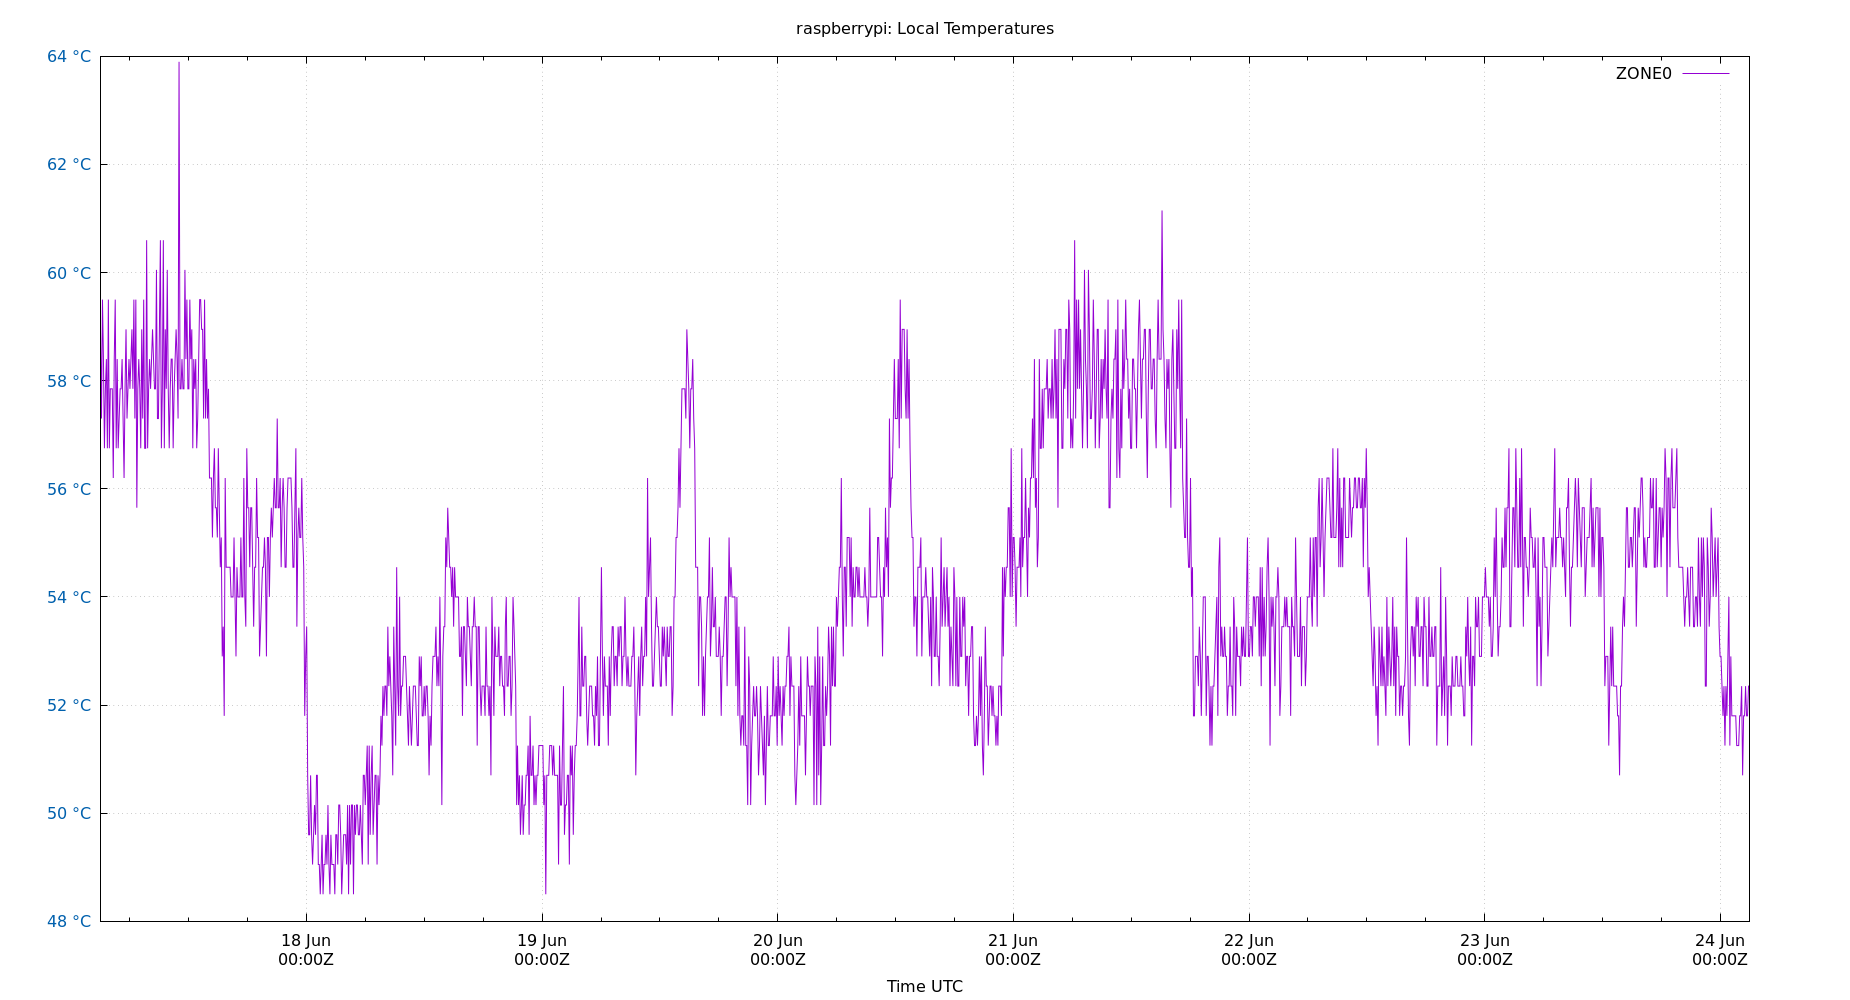 raspberrypi: Local Temperatures
ZONE0
64 °C
62 °C
60 °C
58 °C
56 °C
54 °C
52 °C
50 °C
48 °C
18 Jun 19 Jun 20 Jun 21 Jun 22 Jun 23 Jun 24 Jun
00:00Z 00:00Z 00:00Z 00:00Z 00:00Z 00:00Z 00:00Z
Time UTC